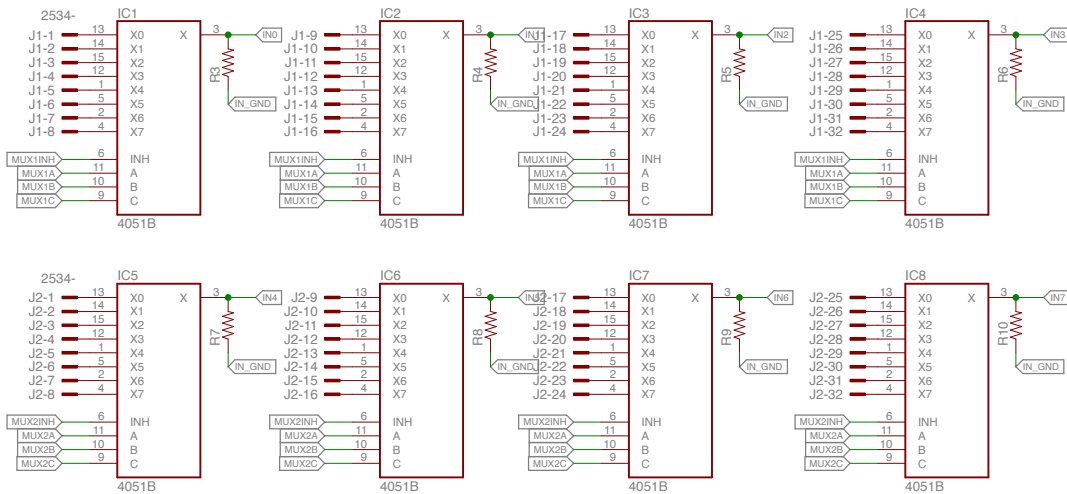 2534- IC1 IC2 IC3 IC4
J1-1 13 X0 X 3 IN0 J1-9 13 X0 X 3 IN1 J1-17 13 X0 X 3 IN2 J1-25 13 X0 X 3 IN3
J1-2 14 X1 J1-10 14 X1 J1-18 14 X1 J1-26 14 X1
J1-3 15 X2 R3 J1-11 15 X2 R4 J1-19 15 X2 R5 J1-27 15 X2 R6
J1-4 12 X3 J1-12 12 X3 J1-20 12 X3 J1-28 12 X3
J1-5 1 X4 J1-13 1 X4 J1-21 1 X4 J1-29 1 X4
J1-6 5 X5 IN_GND J1-14 5 X5 IN_GND J1-22 5 X5 IN_GND J1-30 5 X5 IN_GND
J1-7 2 X6 J1-15 2 X6 J1-23 2 X6 J1-31 2 X6
J1-8 4 X7 J1-16 4 X7 J1-24 4 X7 J1-32 4 X7
MUX1INH 6 INH MUX1INH 6 INH MUX1INH 6 INH MUX1INH 6 INH
MUX1A 11 A MUX1A 11 A MUX1A 11 A MUX1A 11 A
MUX1B 10 B MUX1B 10 B MUX1B 10 B MUX1B 10 B
MUX1C 9 C MUX1C 9 C MUX1C 9 C MUX1C 9 C
4051B 4051B 4051B 4051B
2534- IC5 IC6 IC7 IC8
J2-1 13 X0 X 3 IN4 J2-9 13 X0 X 3 IN5 J2-17 13 X0 X 3 IN6 J2-25 13 X0 X 3 IN7
J2-2 14 X1 J2-10 14 X1 J2-18 14 X1 J2-26 14 X1
J2-3 15 X2 R7 J2-11 15 X2 R8 J2-19 15 X2 R9 J2-27 15 X2 R10
J2-4 12 X3 J2-12 12 X3 J2-20 12 X3 J2-28 12 X3
J2-5 1 X4 J2-13 1 X4 J2-21 1 X4 J2-29 1 X4
J2-6 5 X5 IN_GND J2-14 5 X5 IN_GND J2-22 5 X5 IN_GND J2-30 5 X5 IN_GND
J2-7 2 X6 J2-15 2 X6 J2-23 2 X6 J2-31 2 X6
J2-8 4 X7 J2-16 4 X7 J2-24 4 X7 J2-32 4 X7
MUX2INH 6 INH MUX2INH 6 INH MUX2INH 6 INH MUX2INH 6 INH
MUX2A 11 A MUX2A 11 A MUX2A 11 A MUX2A 11 A
MUX2B 10 B MUX2B 10 B MUX2B 10 B MUX2B 10 B
MUX2C 9 C MUX2C 9 C MUX2C 9 C MUX2C 9 C
4051B 4051B 4051B 4051B